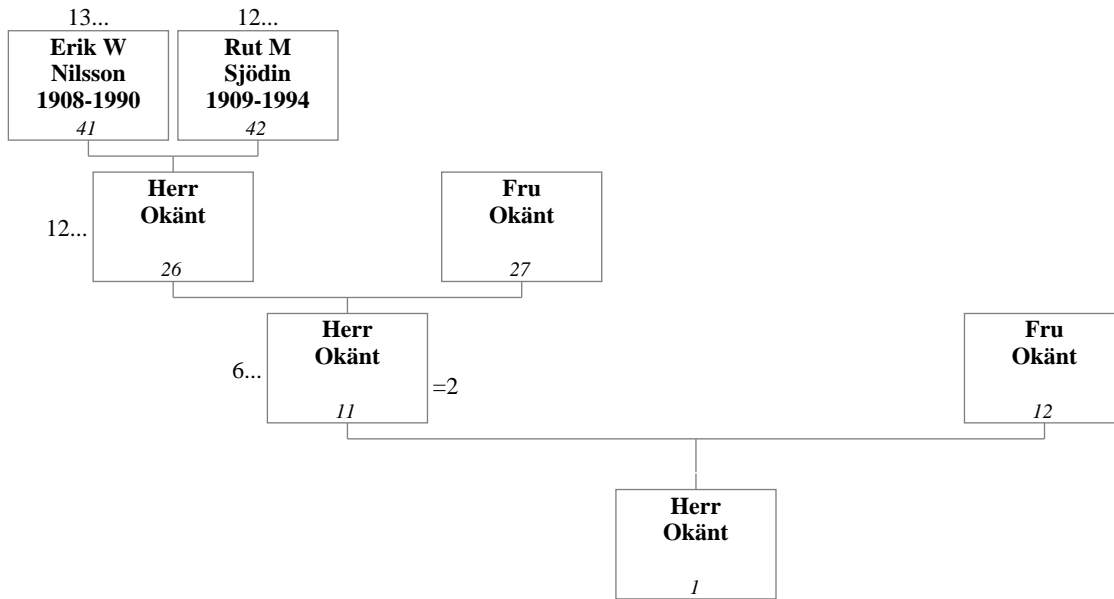 13...
12...
Erik W
Nilsson
1908-1990
41
Rut M
Sjödin
1909-1994
42
12...
Herr
Okänt
26
Fru
Okänt
27
6...
Herr
Okänt
11
=2
Fru
Okänt
12
Herr
Okänt
1